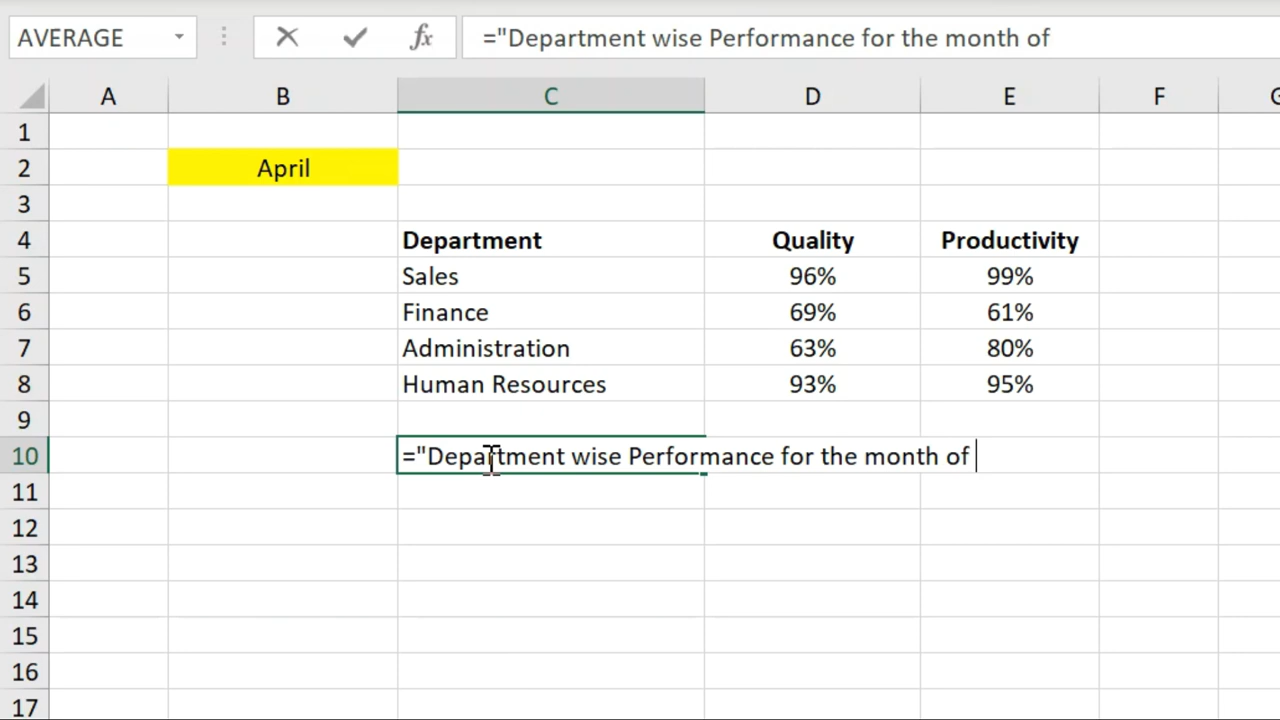 AVERAGE fx ="Department wise Performance for the month of
A B C D E F G
1
2 April
3
4 Department Quality Productivity
5 Sales 96% 99%
6 Finance 69% 61%
7 Administration 63% 80%
8 Human Resources 93% 95%
9
10 ="Department wise Performance for the month of
11
12
13
14
15
16
17